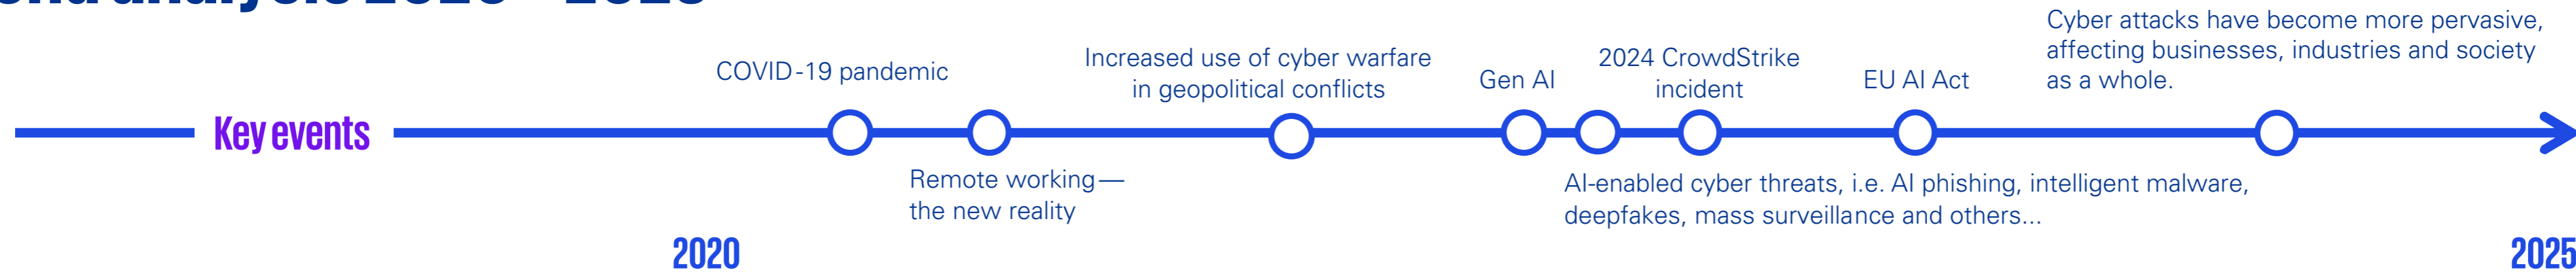 COVID-19 pandemic
Increased use of cyber warfare
in geopolitical conflicts
Gen AI
2024 CrowdStrike
incident
EU AI Act
Cyber attacks have become more pervasive,
affecting businesses, industries and society
as a whole.
Key events
Remote working—
the new reality
AI-enabled cyber threats, i.e. AI phishing, intelligent malware,
deepfakes, mass surveillance and others...
2020
2025